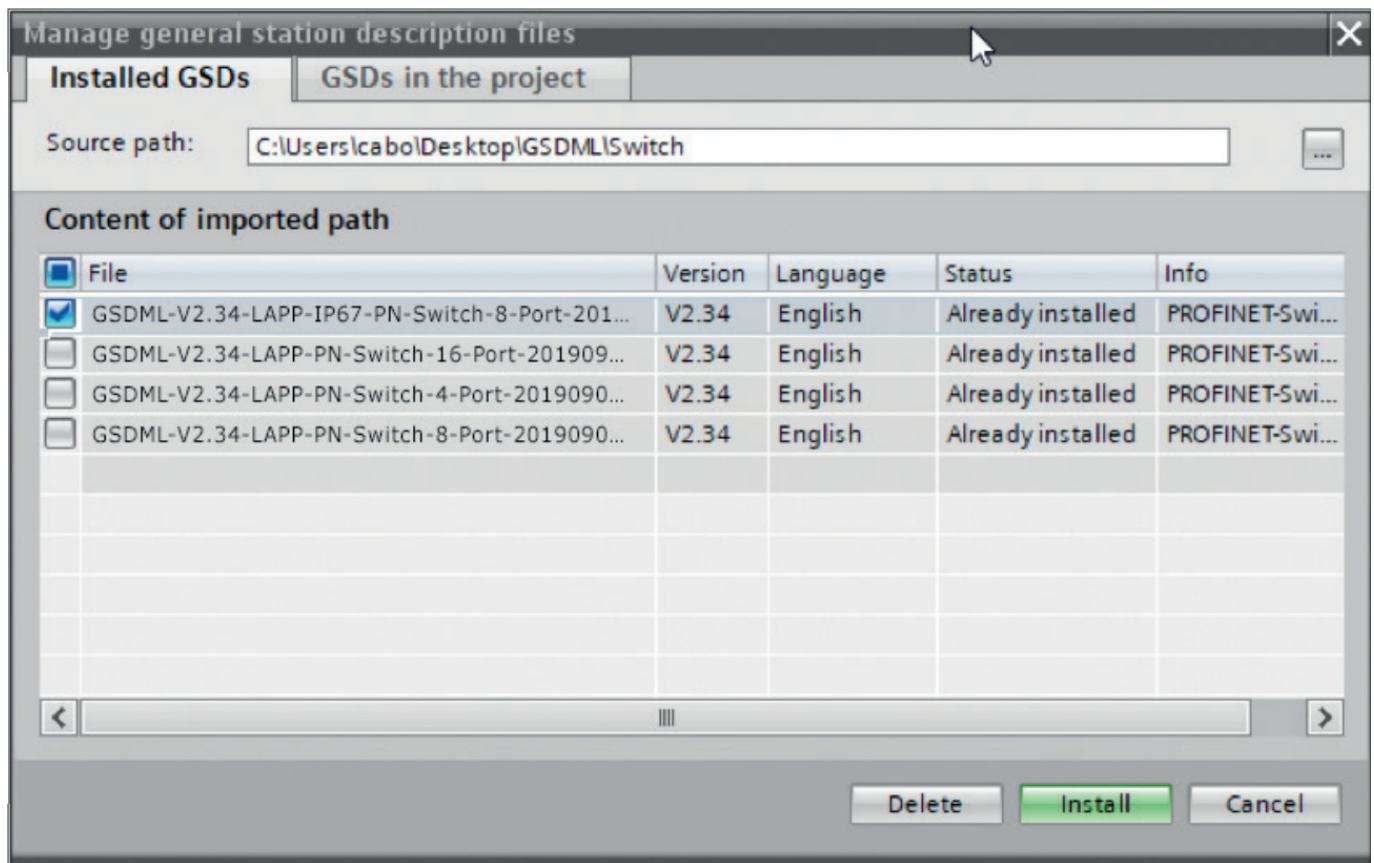 Manage general station description files
Installed GSDs GSDs in the project
Source path: C:\Users\cabo\Desktop\GSDML\Switch ...
Content of imported path
File Version Language Status Info
GSDML-V2.34-LAPP-IP67-PN-Switch-8-Port-201... V2.34 English Already installed PROFINET-Swi...
GSDML-V2.34-LAPP-PN-Switch-16-Port-201909... V2.34 English Already installed PROFINET-Swi...
GSDML-V2.34-LAPP-PN-Switch-4-Port-2019090... V2.34 English Already installed PROFINET-Swi...
GSDML-V2.34-LAPP-PN-Switch-8-Port-2019090... V2.34 English Already installed PROFINET-Swi...
Delete Install Cancel